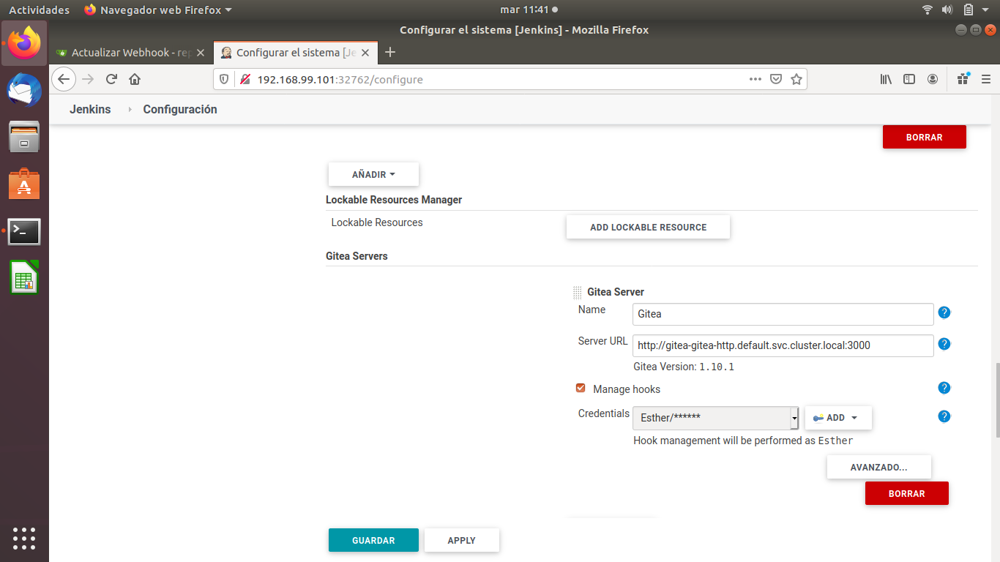 Actividades
Navegador web Firefox
mar 11:41
Configurar el sistema [Jenkins] - Mozilla Firefox
Actualizar Webhook - rep
Configurar el sistema [Je
192.168.99.101:32762/configure
Jenkins
Configuración
BORRAR
AÑADIR
Lockable Resources Manager
Lockable Resources
ADD LOCKABLE RESOURCE
Gitea Servers
Gitea Server
Name
Gitea
Server URL
http://gitea-gitea-http.default.svc.cluster.local:3000
Gitea Version: 1.10.1
Manage hooks
Credentials
Esther/******
ADD
Hook management will be performed as Esther
AVANZADO...
BORRAR
GUARDAR
APPLY